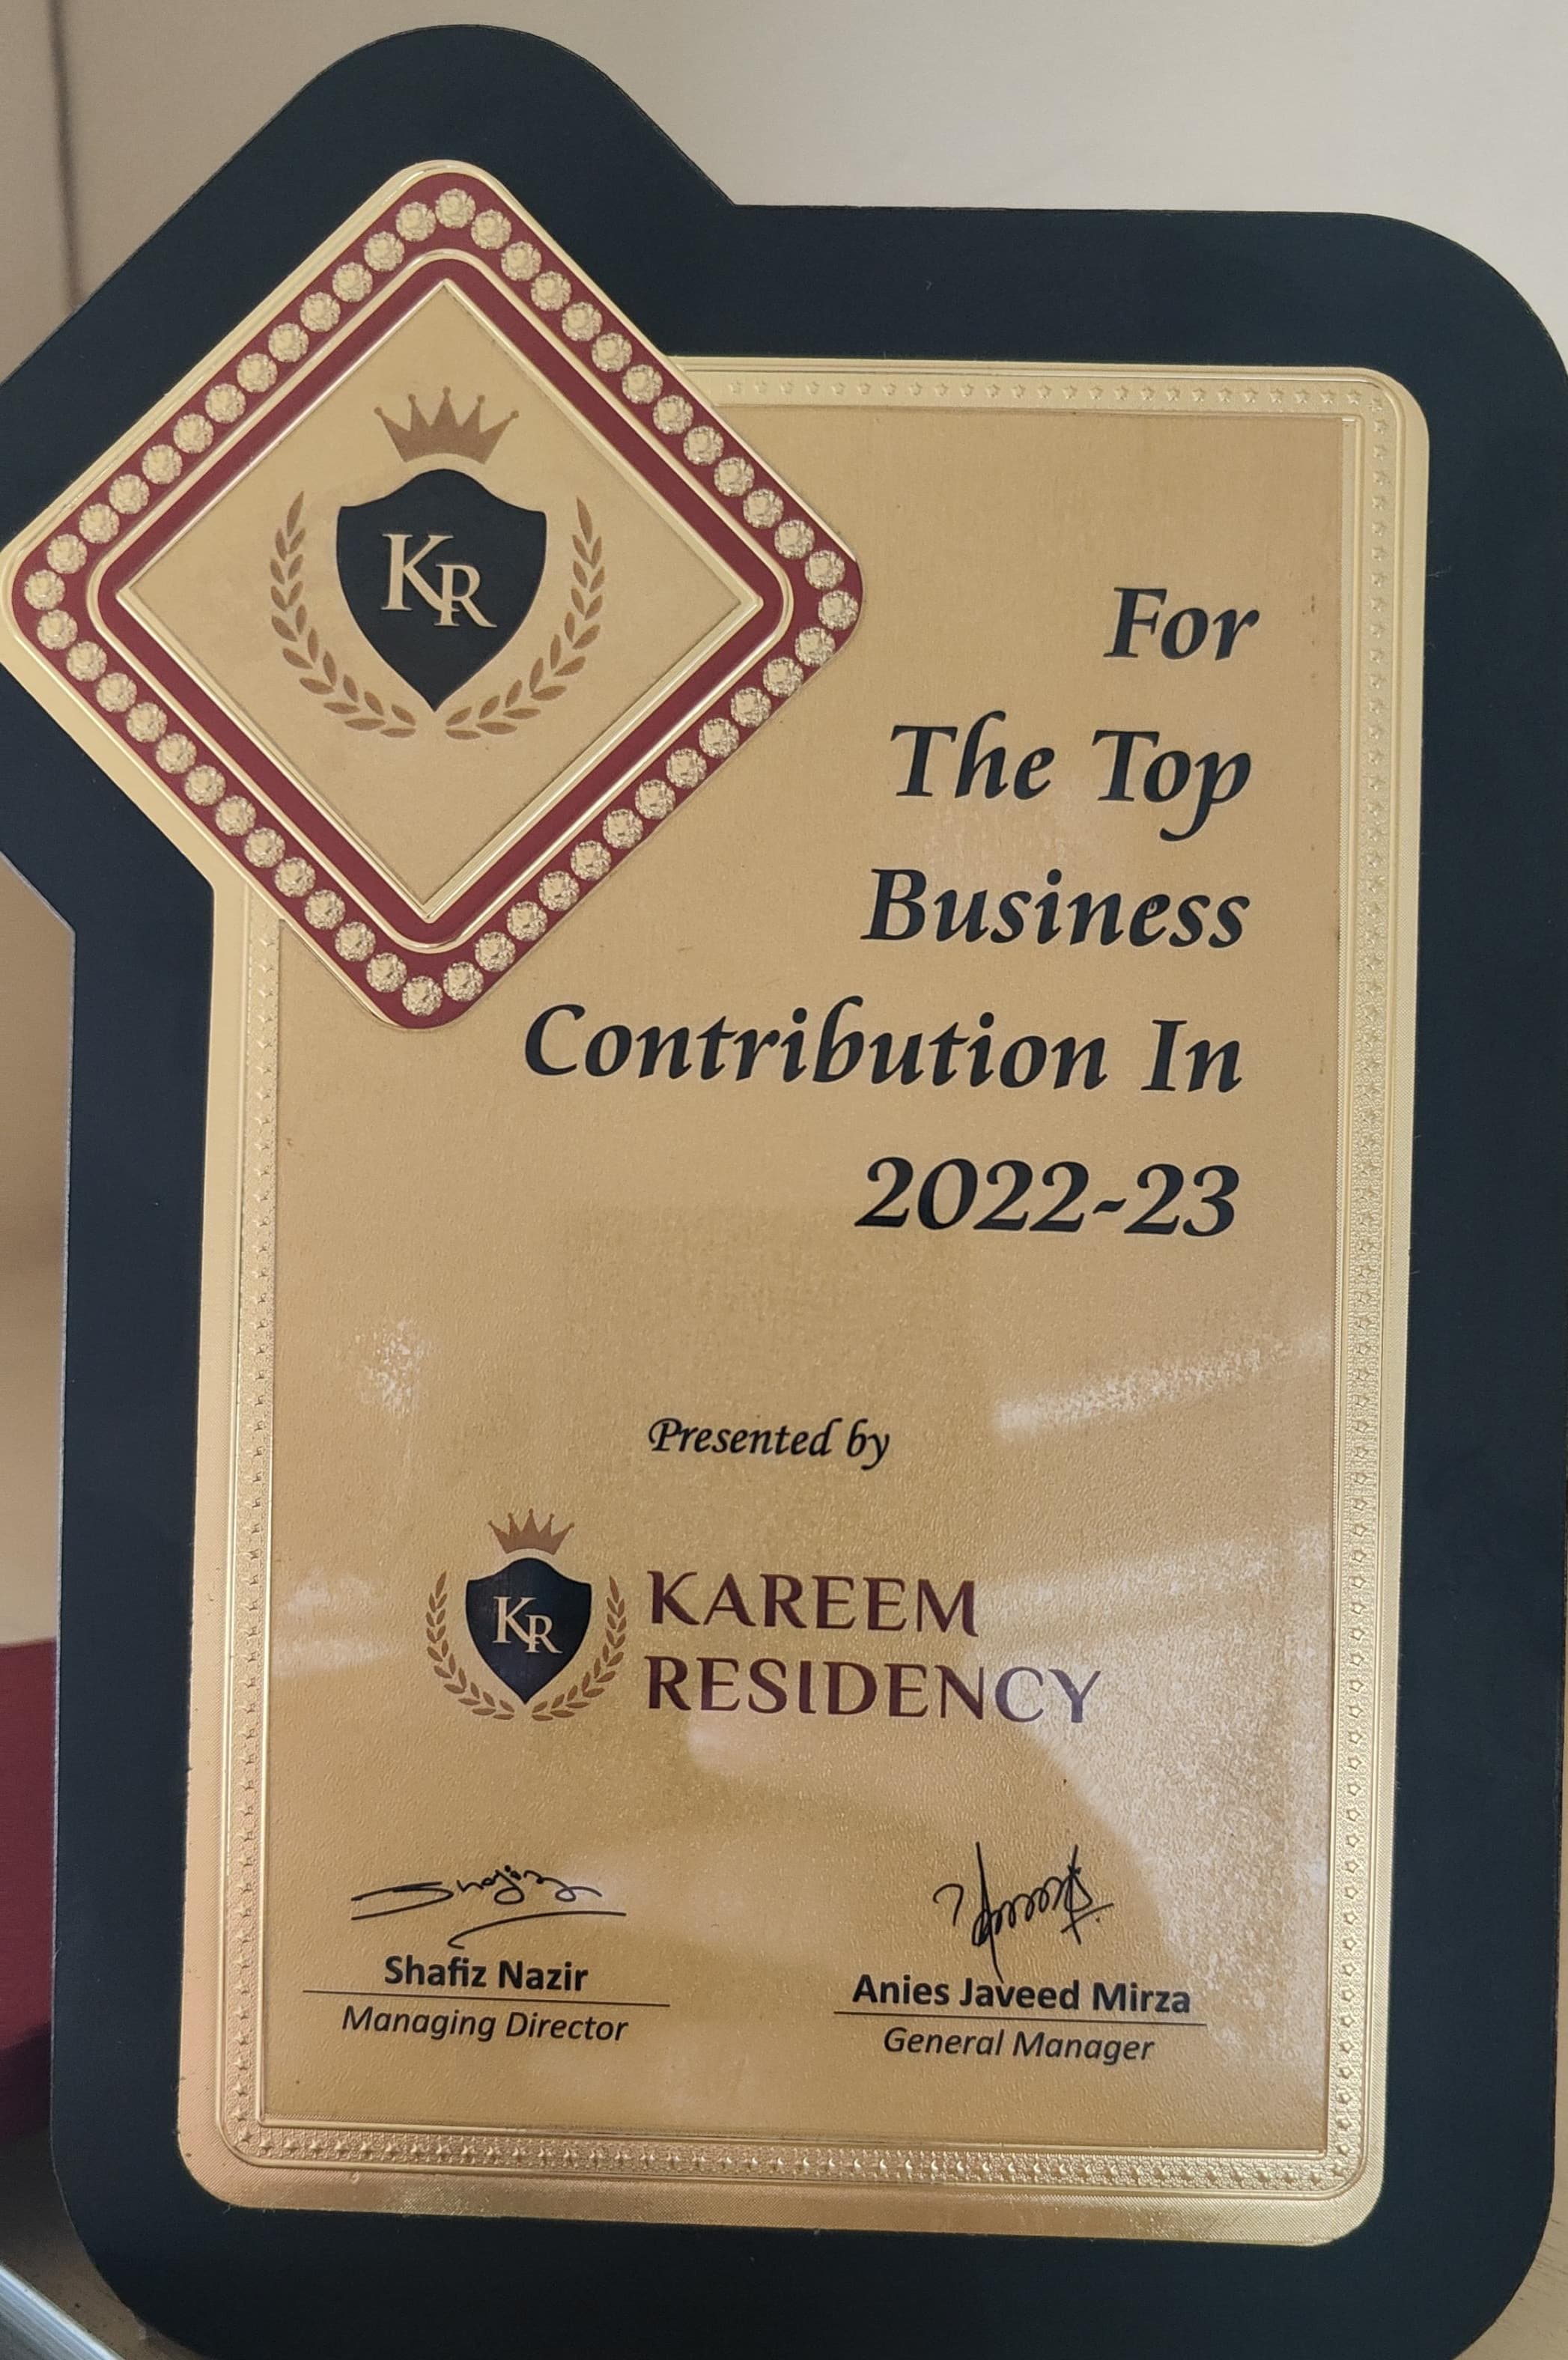 KR
For
The Top
Business
Contribution In
2022-23
Presented by
KR
KAREEM
RESIDENCY
Shafiz Nazir
Managing Director
Anies Javeed Mirza
General Manager